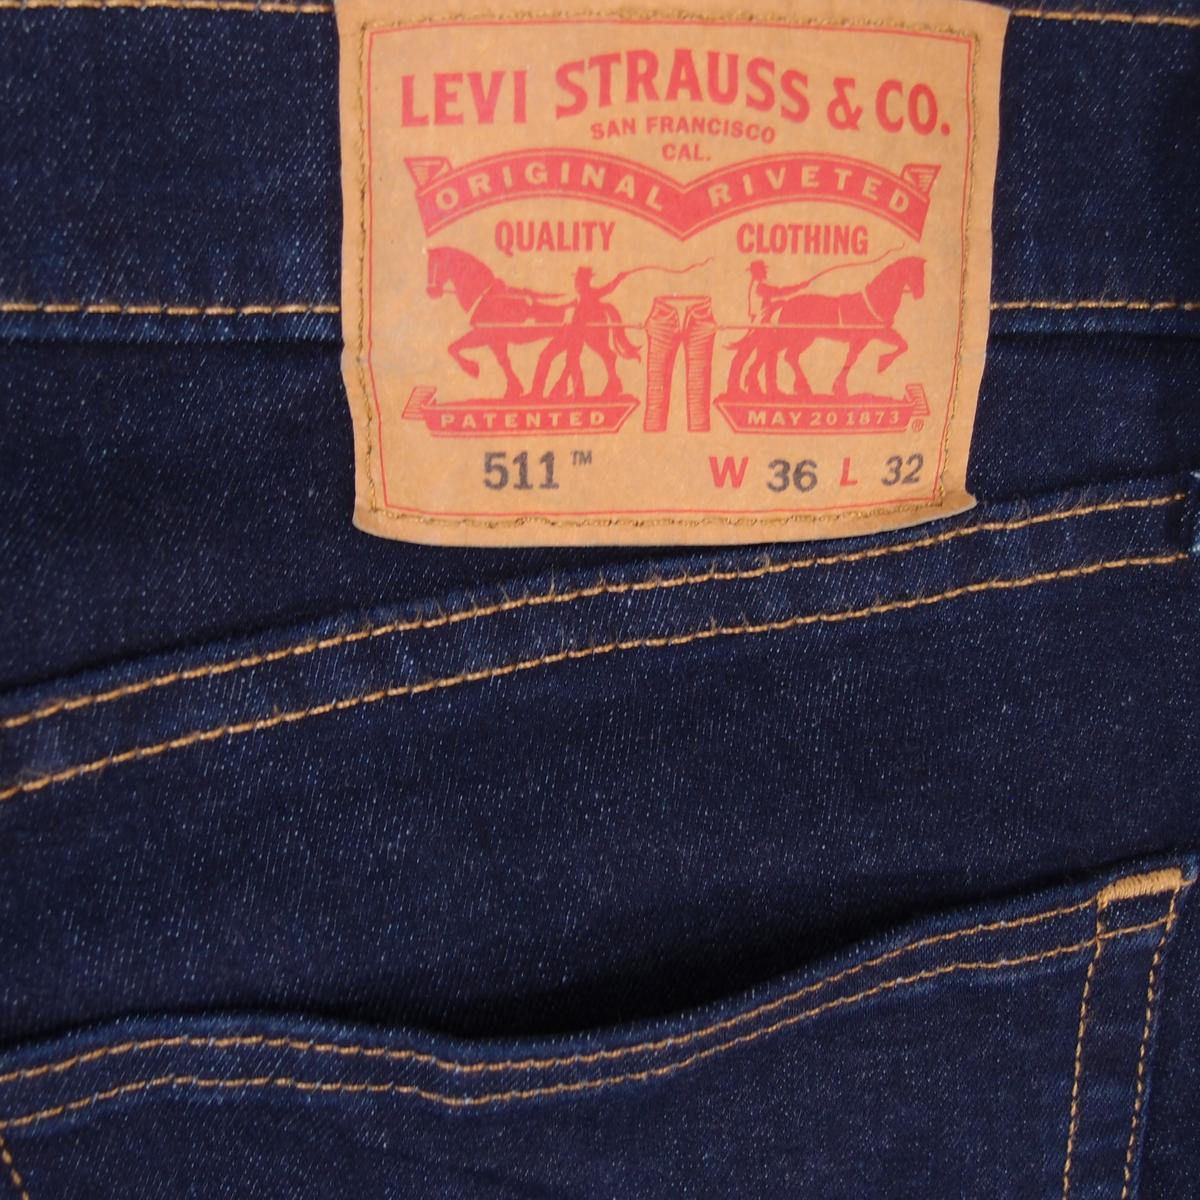 LEVI STRAUSS & CO.
SAN FRANCISCO
CAL.
ORIGINAL RIVETED
QUALITY CLOTHING
PATENTED MAY 20 1873 ®
511™ W 36 L 32